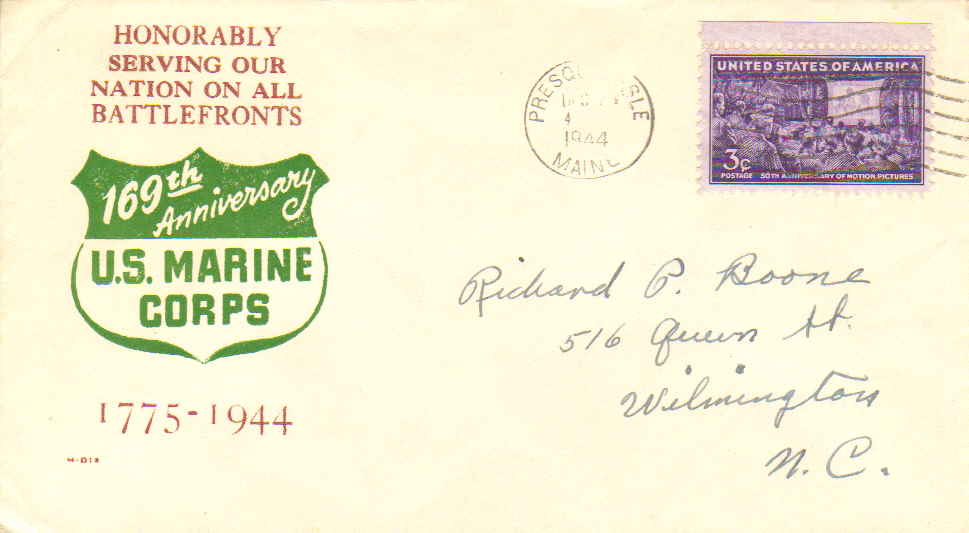 HONORABLY
SERVING OUR
NATION ON ALL
BATTLEFRONTS
169th
Anniversary
U.S. MARINE
CORPS
1775-1944
PRESQUE ISLE
4
1944
MAINE
UNITED STATES OF AMERICA
3¢
POSTAGE 50TH ANNIVERSARY OF MOTION PICTURES
Richard P. Boone
516 Queen St.
Wilmington
N.C.